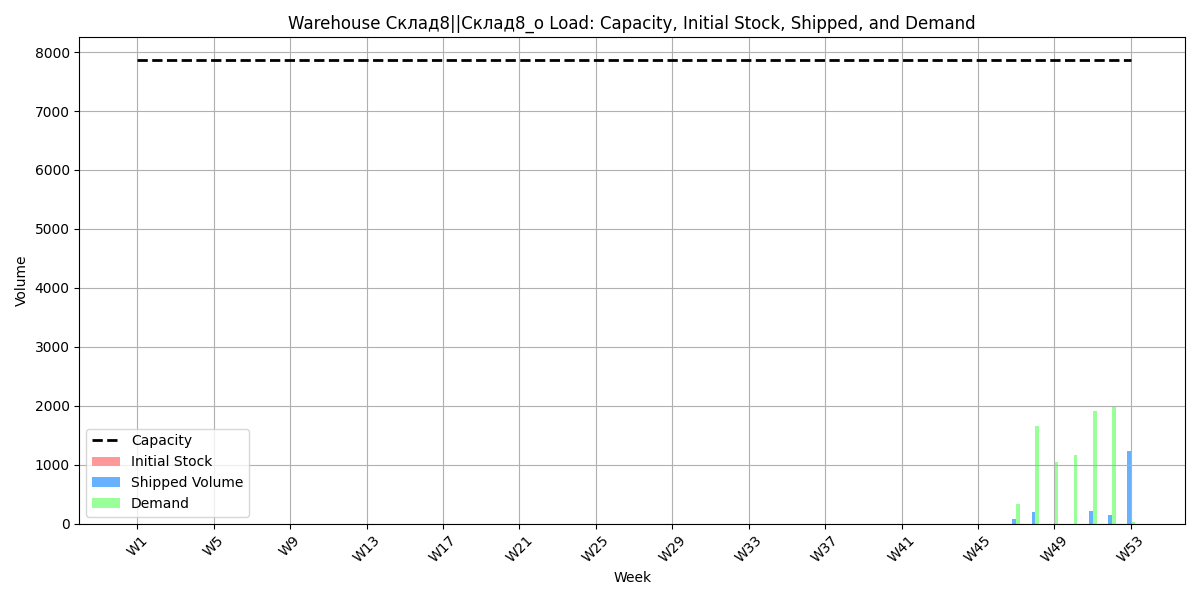 Warehouse Склад8||Склад8_о Load: Capacity, Initial Stock, Shipped, and Demand
Volume
8000
7000
6000
5000
4000
3000
2000
1000
0
Capacity
Initial Stock
Shipped Volume
Demand
W1 W5 W9 W13 W17 W21 W25 W29 W33 W37 W41 W45 W49 W53
Week